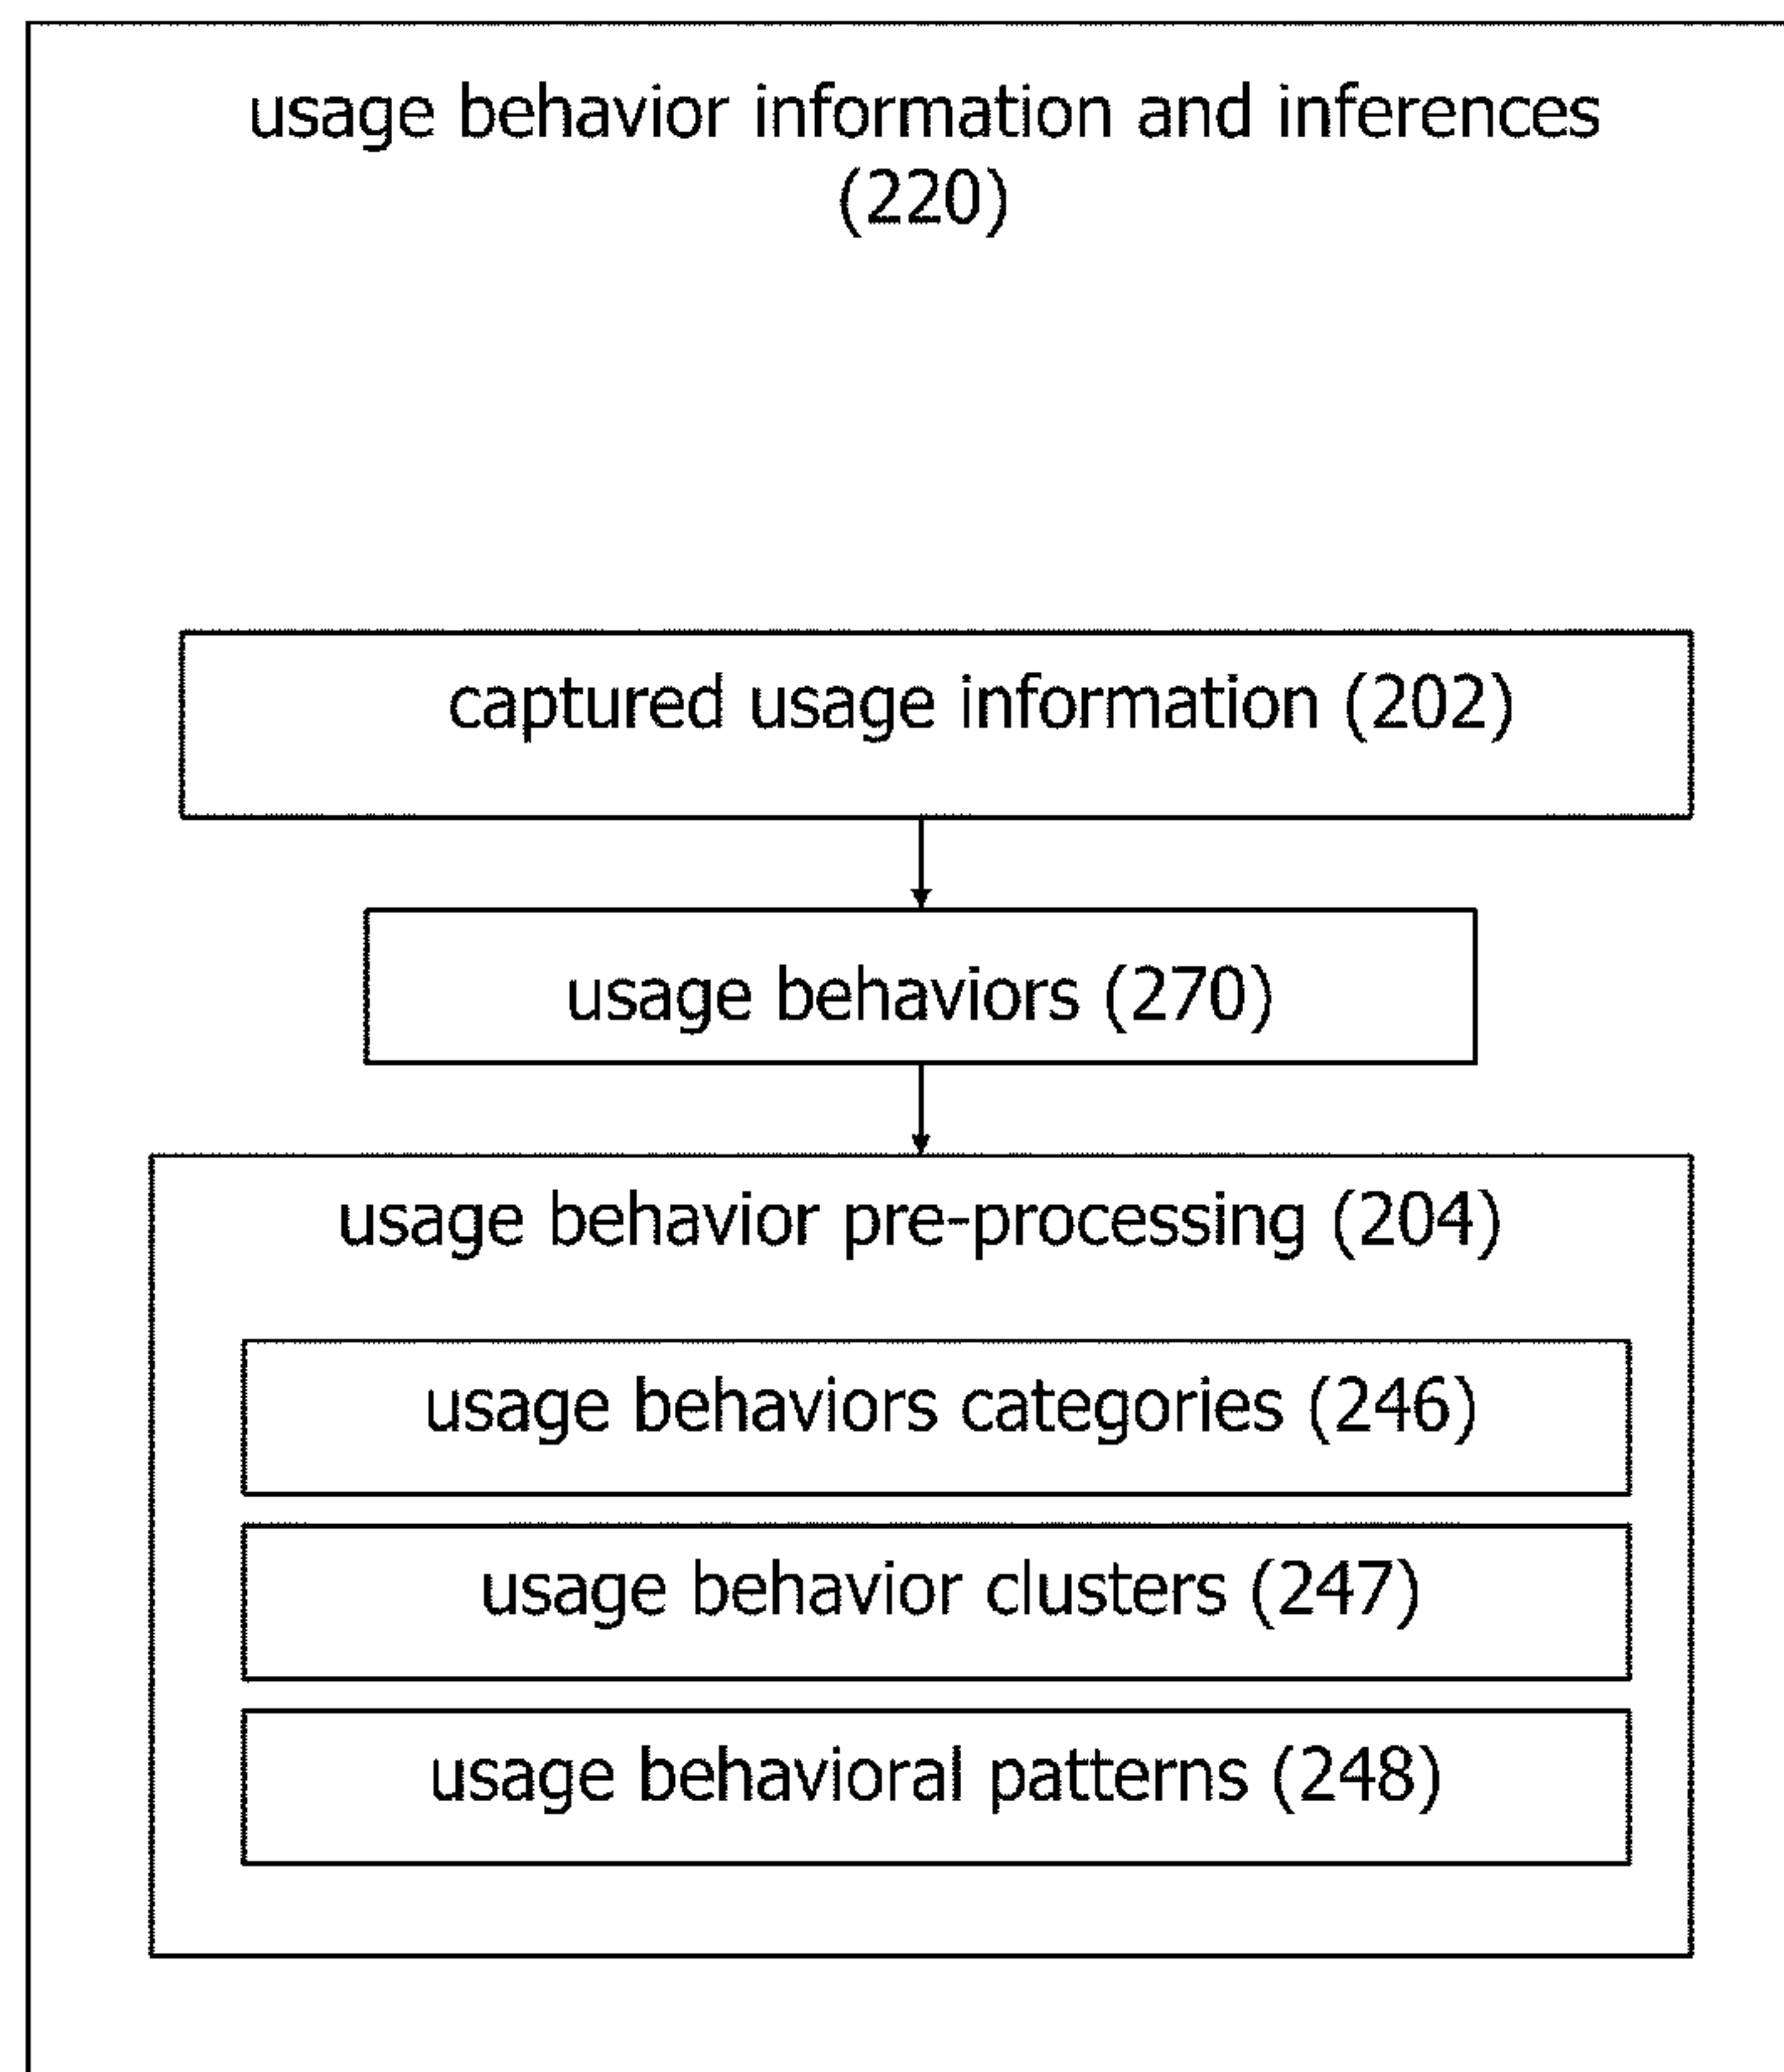 usage behavior information and inferences
(220)
captured usage information (202)
usage behaviors (270)
usage behavior pre-processing (204)
usage behaviors categories (246)
usage behavior clusters (247)
usage behavioral patterns (248)